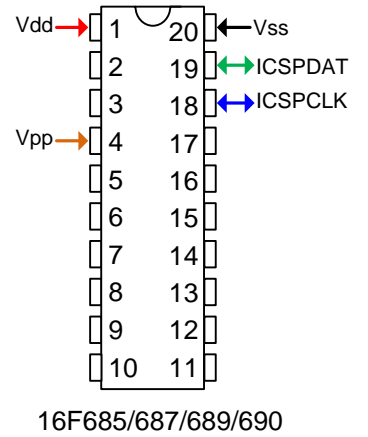 Vdd 1 20 Vss
2 19 ICSPDAT
3 18 ICSPCLK
Vpp 4 17
5 16
6 15
7 14
8 13
9 12
10 11
16F685/687/689/690